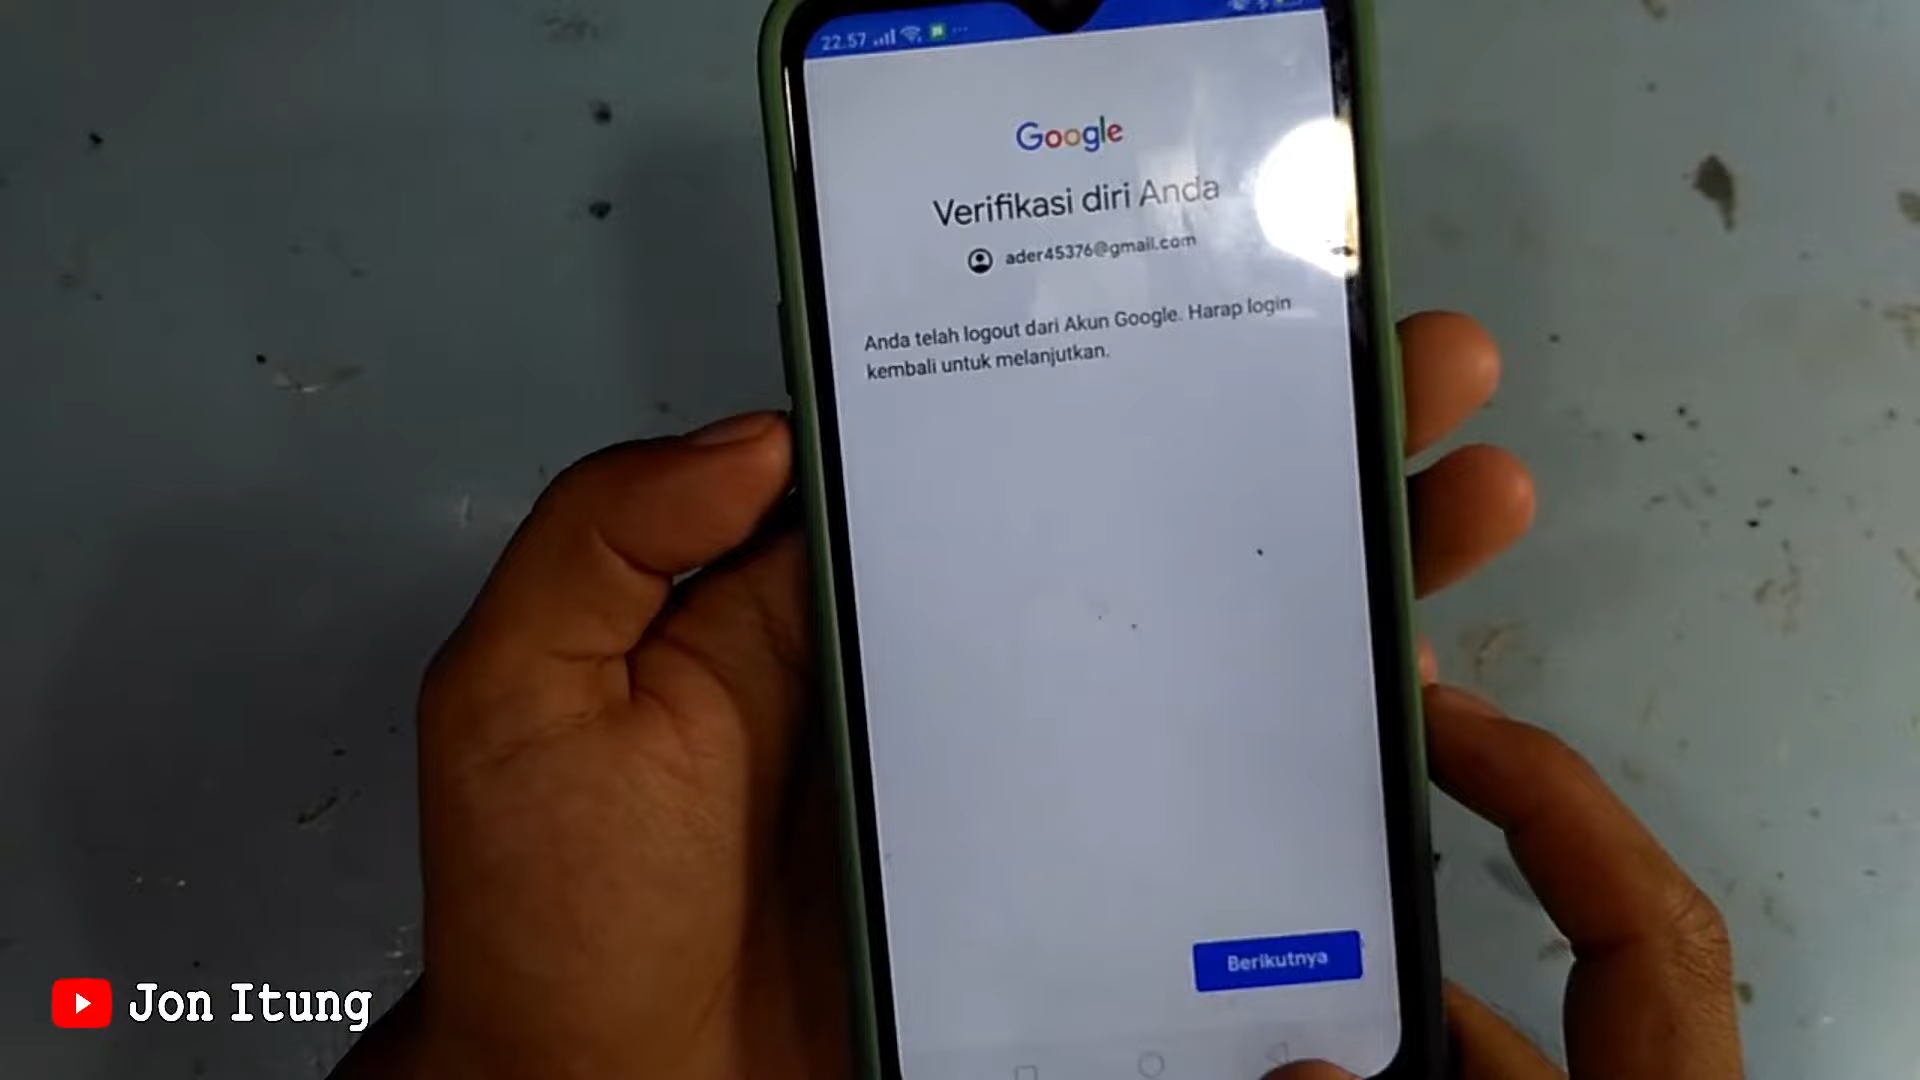 22.57
Google
Verifikasi diri Anda
ader45376@gmail.com
Anda telah logout dari Akun Google. Harap login
kembali untuk melanjutkan.
Berikutnya
Jon Itung